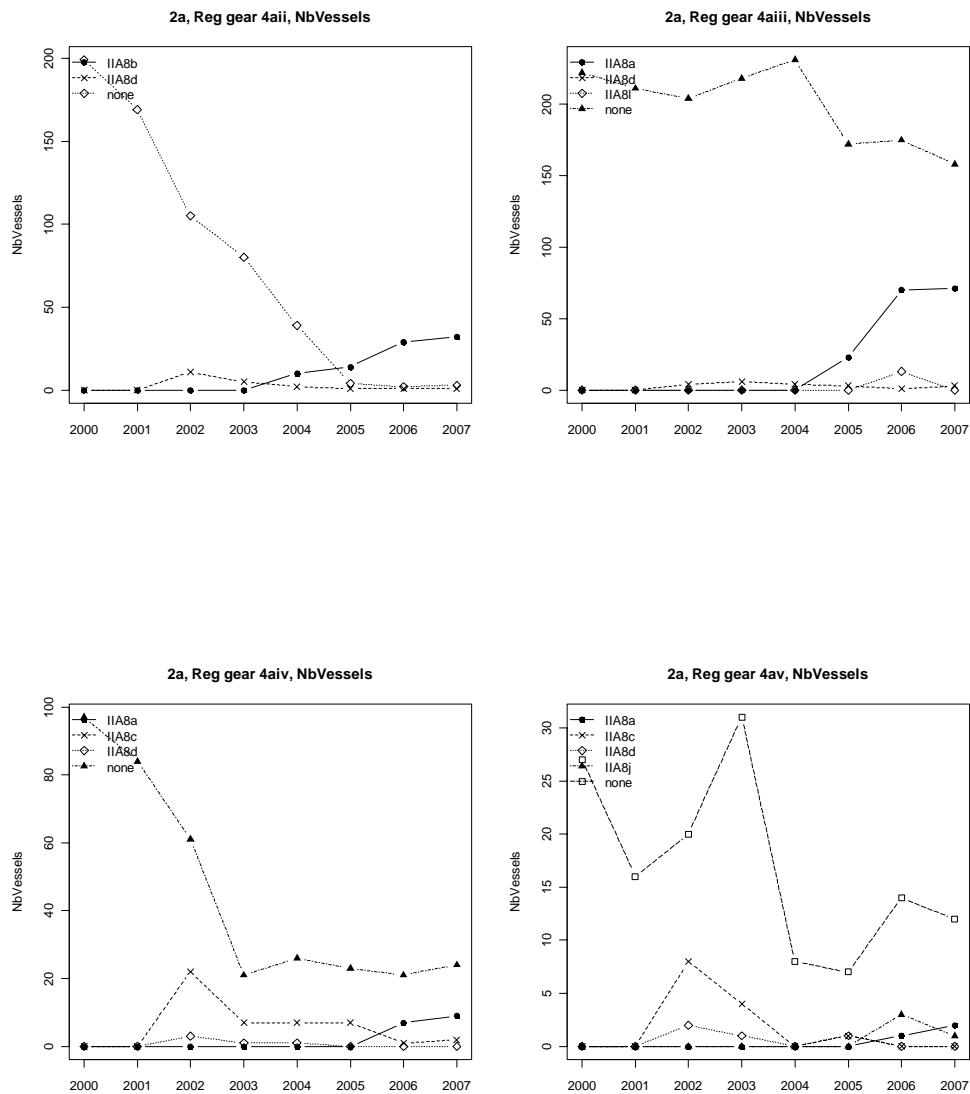 2a, Reg gear 4aii, NbVessels
NbVessels
200
150
100
50
0
IIA8b
IIA8d
none
2000 2001 2002 2003 2004 2005 2006 2007
2a, Reg gear 4aiii, NbVessels
NbVessels
200
150
100
50
0
IIA8a
IIA8d
IIA8l
none
2000 2001 2002 2003 2004 2005 2006 2007
2a, Reg gear 4aiv, NbVessels
NbVessels
100
80
60
40
20
0
IIA8a
IIA8c
IIA8d
none
2000 2001 2002 2003 2004 2005 2006 2007
2a, Reg gear 4av, NbVessels
NbVessels
30
25
20
15
10
5
0
IIA8a
IIA8c
IIA8d
IIA8j
none
2000 2001 2002 2003 2004 2005 2006 2007